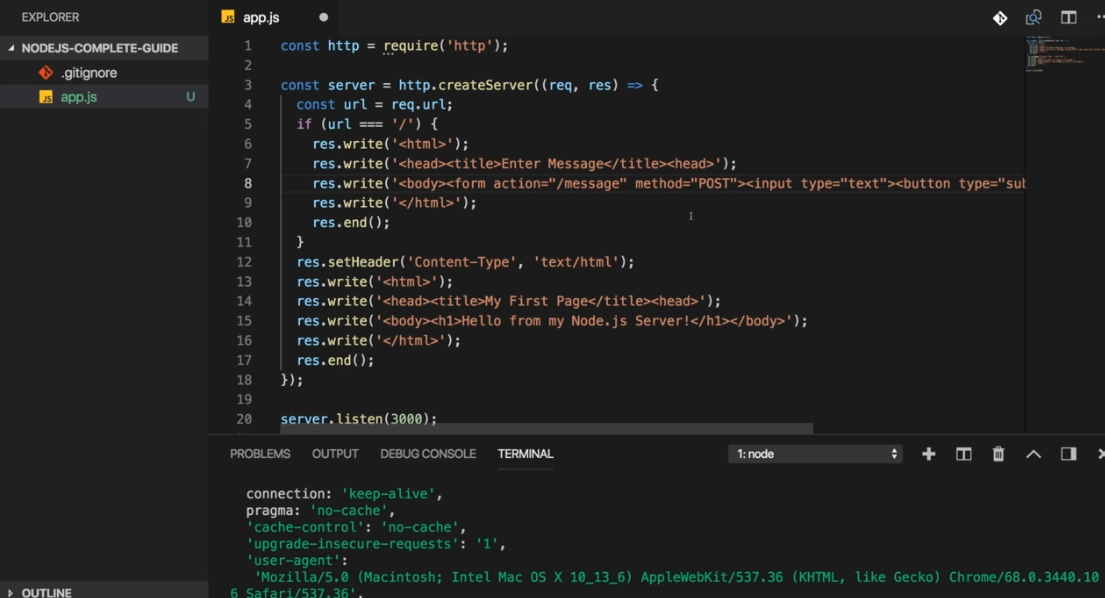 EXPLORER
NODEJS-COMPLETE-GUIDE
.gitignore
JS app.js U
JS app.js
1 const http = require('http');
2
3 const server = http.createServer((req, res) => {
4 const url = req.url;
5 if (url === '/') {
6 res.write('<html>');
7 res.write('<head><title>Enter Message</title><head>');
8 res.write('<body><form action="/message" method="POST"><input type="text"><button type="sub
9 res.write('</html>');
10 res.end();
11 }
12 res.setHeader('Content-Type', 'text/html');
13 res.write('<html>');
14 res.write('<head><title>My First Page</title><head>');
15 res.write('<body><h1>Hello from my Node.js Server!</h1></body>');
16 res.write('</html>');
17 res.end();
18 });
19
20 server.listen(3000);
PROBLEMS OUTPUT DEBUG CONSOLE TERMINAL 1: node
connection: 'keep-alive',
pragma: 'no-cache',
'cache-control': 'no-cache',
'upgrade-insecure-requests': '1',
'user-agent':
'Mozilla/5.0 (Macintosh; Intel Mac OS X 10_13_6) AppleWebKit/537.36 (KHTML, like Gecko) Chrome/68.0.3440.10
6 Safari/537.36',
OUTLINE